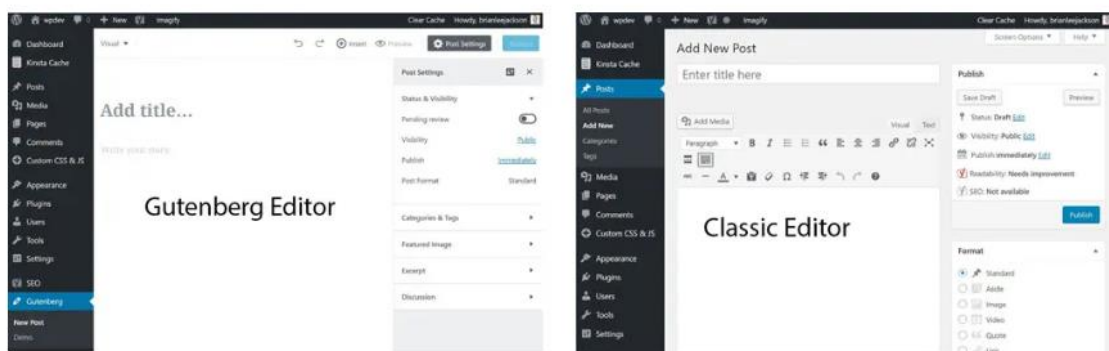 wpdev 0 + New imagify Clear Cache Howdy, brianleejackson
Dashboard
Kinsta Cache
Posts
Media
Pages
Comments
Custom CSS & JS
Appearance
Plugins
Users
Tools
Settings
SEO
Gutenberg
New Post
Demo
Visual Insert Preview Post Settings
Add title...
Write your story
Gutenberg Editor
Post Settings
Status & Visibility
Pending review
Visibility Public
Publish Immediately
Post Format Standard
Categories & Tags
Featured Image
Excerpt
Discussion
wpdev 0 + New imagify Clear Cache Howdy, brianleejackson
Dashboard
Kinsta Cache
Posts
All Posts
Add New
Categories
Tags
Media
Pages
Comments
Custom CSS & JS
Appearance
Plugins
Users
Tools
Settings
Screen Options Help
Add New Post
Enter title here
Add Media Visual Text
Paragraph B I
Classic Editor
Publish
Save Draft Preview
Status: Draft Edit
Visibility: Public Edit
Publish immediately Edit
Readability: Needs improvement
SEO: Not available
Publish
Format
Standard
Aside
Image
Video
Quote
Link